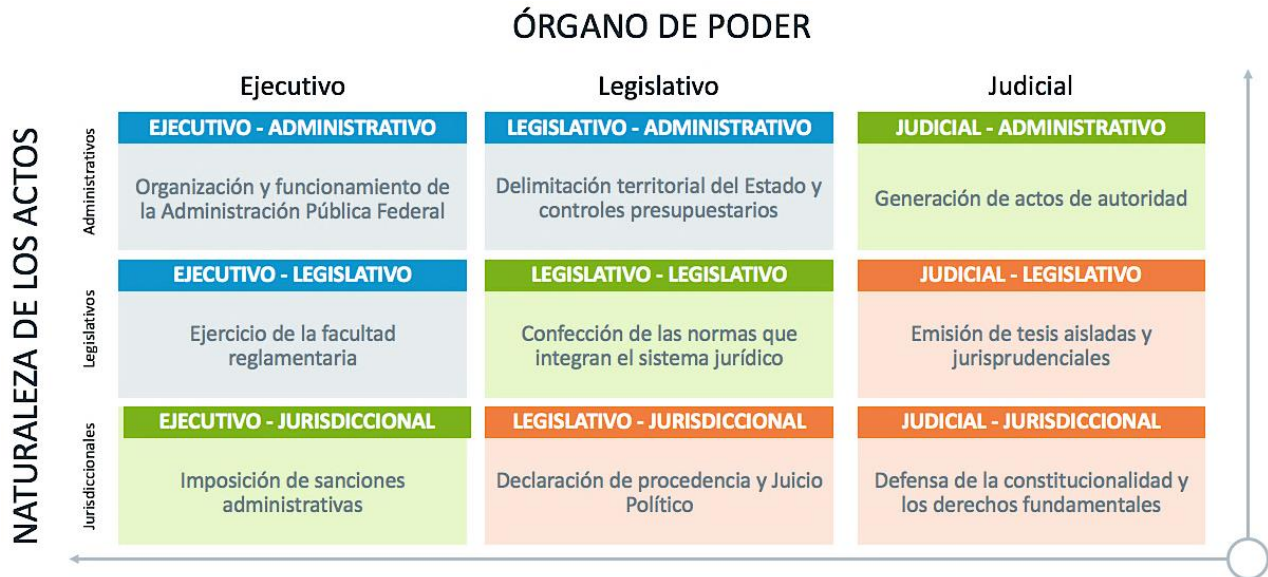 ÓRGANO DE PODER
Ejecutivo
Legislativo
Judicial
NATURALEZA DE LOS ACTOS
Administrativos
EJECUTIVO - ADMINISTRATIVO
Organización y funcionamiento de
la Administración Pública Federal
LEGISLATIVO - ADMINISTRATIVO
Delimitación territorial del Estado y
controles presupuestarios
JUDICIAL - ADMINISTRATIVO
Generación de actos de autoridad
Legislativos
EJECUTIVO - LEGISLATIVO
Ejercicio de la facultad
reglamentaria
LEGISLATIVO - LEGISLATIVO
Confección de las normas que
integran el sistema jurídico
JUDICIAL - LEGISLATIVO
Emisión de tesis aisladas y
jurisprudenciales
Jurisdiccionales
EJECUTIVO - JURISDICCIONAL
Imposición de sanciones
administrativas
LEGISLATIVO - JURISDICCIONAL
Declaración de procedencia y Juicio
Político
JUDICIAL - JURISDICCIONAL
Defensa de la constitucionalidad y
los derechos fundamentales